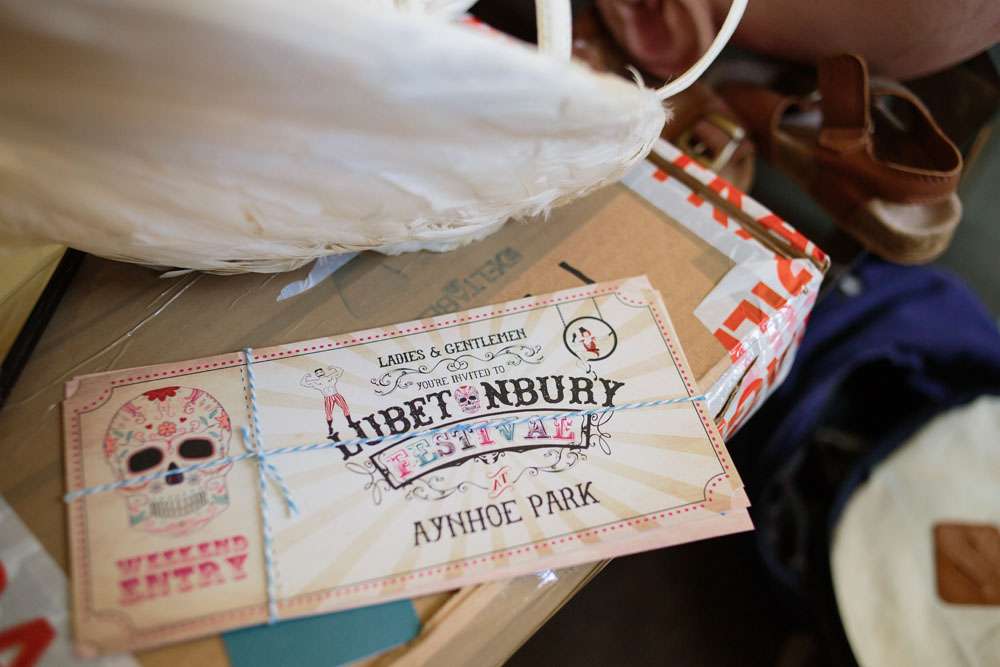 LADIES & GENTLEMEN
YOU'RE INVITED TO
LUBETONBURY
FESTIVAL
AT
AYNHOE PARK
WEEKEND
ENTRY